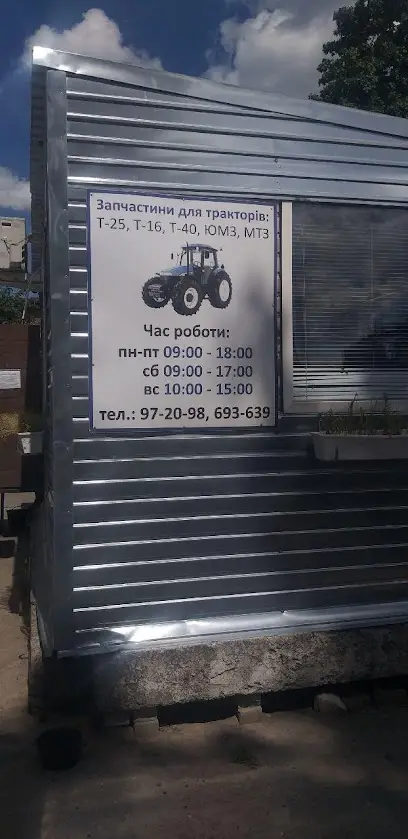 Запчастини для тракторів:
Т-25, Т-16, Т-40, ЮМЗ, МТЗ
Час роботи:
пн-пт 09:00 - 18:00
сб 09:00 - 17:00
вс 10:00 - 15:00
тел.: 97-20-98, 693-639